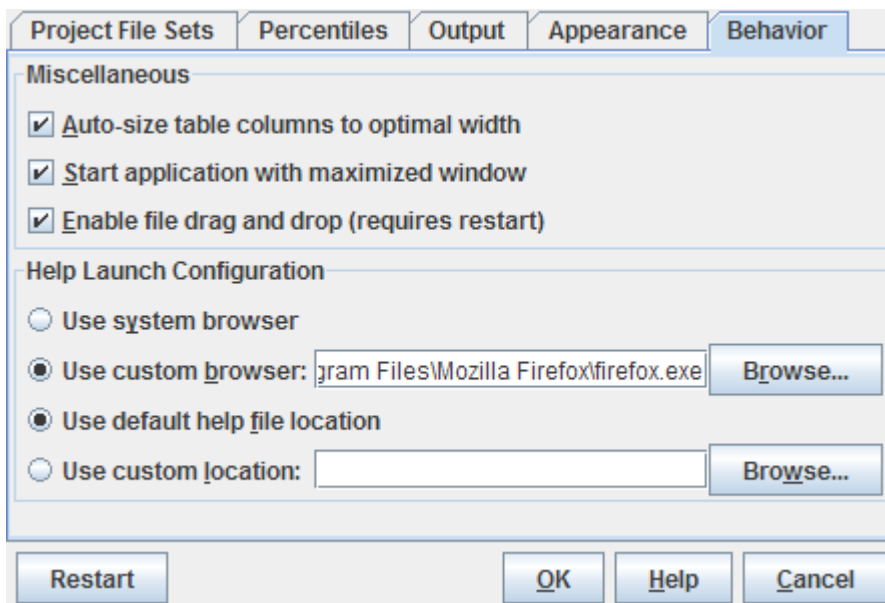 Project File Sets Percentiles Output Appearance Behavior
Miscellaneous
Auto-size table columns to optimal width
Start application with maximized window
Enable file drag and drop (requires restart)
Help Launch Configuration
Use system browser
Use custom browser: gram Files\Mozilla Firefox\firefox.exe Browse...
Use default help file location
Use custom location: Browse...
Restart OK Help Cancel